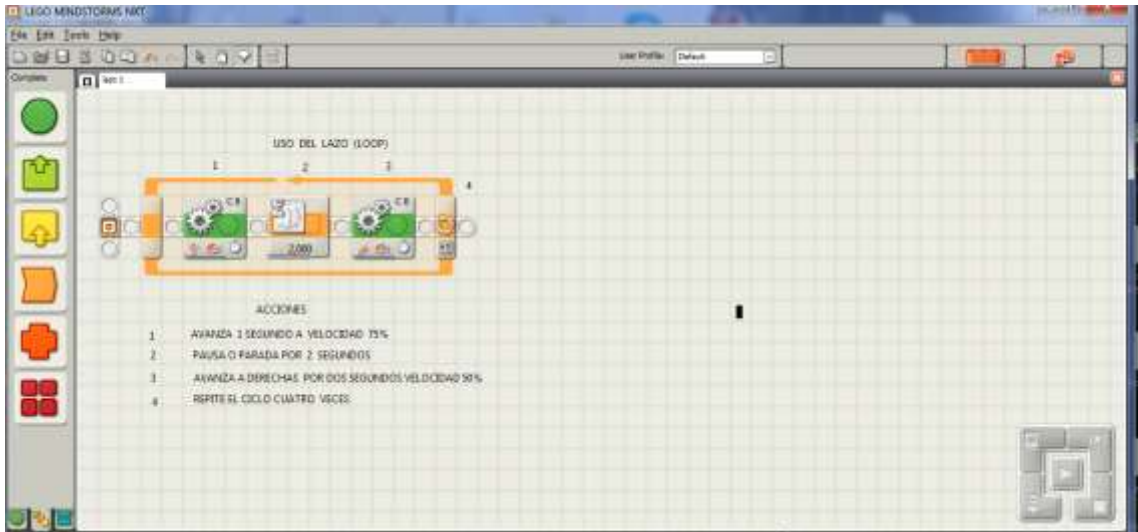 LEGO MINDSTORMS NXT
File Edit Tools Help
User Profile: Default
Complete
USO DEL LAZO (LOOP)
1 2 3
4
C B
C B
2,000
ACCIONES
1 AVANZA 1 SEGUNDO A VELOCIDAD 75%
2 PAUSA O PARADA POR 2 SEGUNDOS
3 AVANZA A DERECHAS POR DOS SEGUNDOS VELOCIDAD 50%
4 REPITE EL CICLO CUATRO VECES